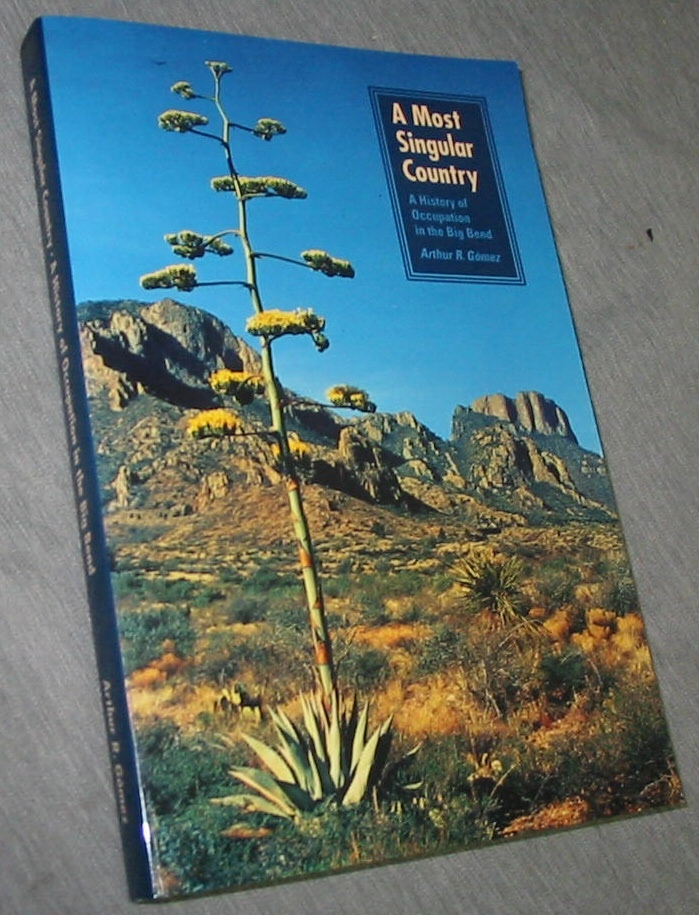 A Most
Singular
Country
A History of
Occupation
in the Big Bend
Arthur R. Gómez
A Most Singular Country · A History of Occupation in the Big Bend
Arthur R. Gómez